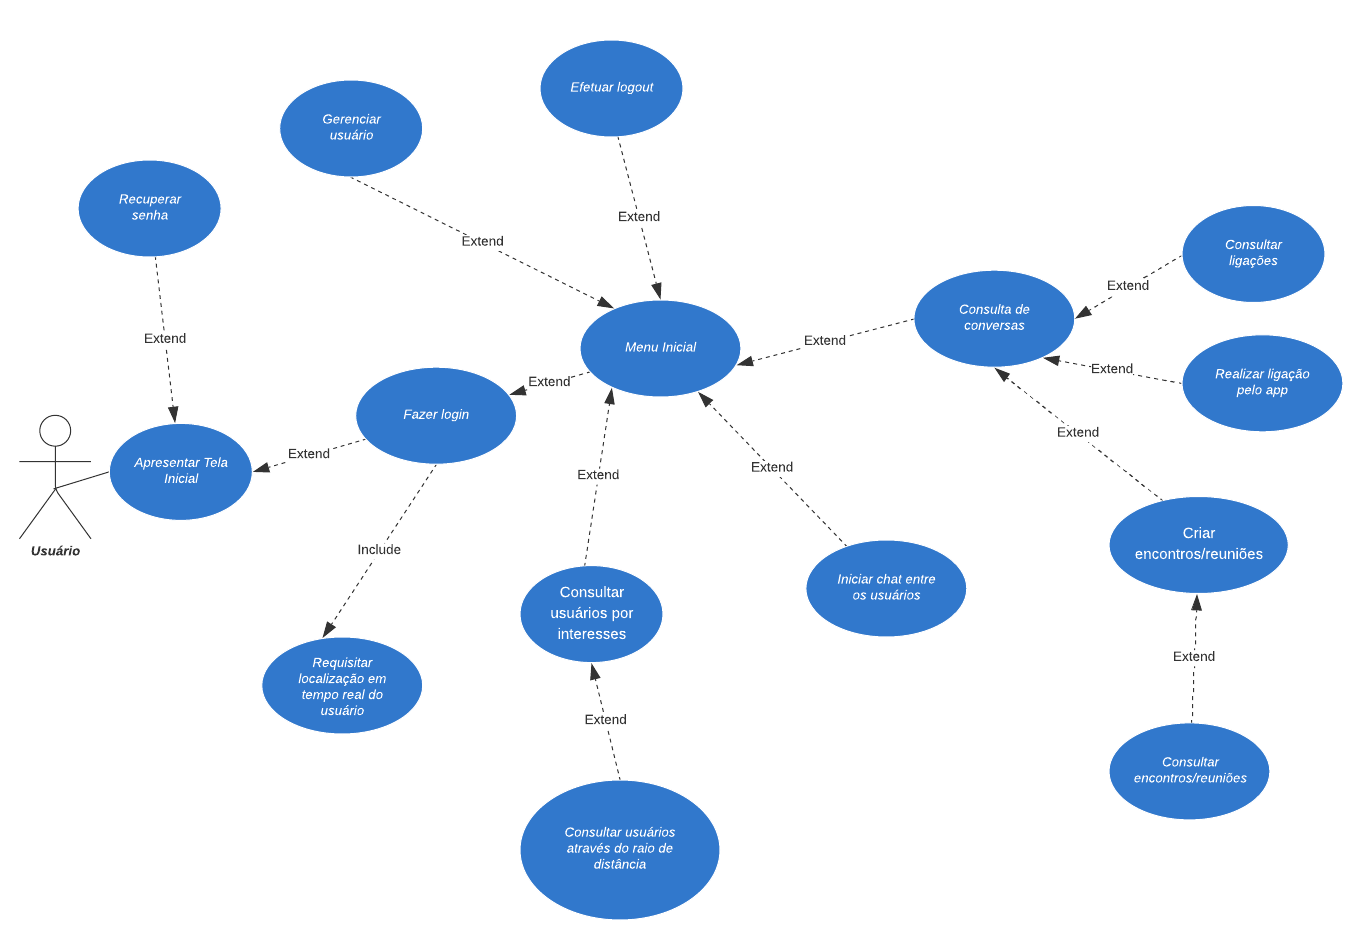 Efetuar logout
Gerenciar
usuário
Recuperar
senha
Extend
Extend
Consultar
ligações
Extend
Consulta de
conversas
Extend
Extend
Menu Inicial
Extend
Realizar ligação
pelo app
Extend
Extend
Fazer login
Extend
Apresentar Tela
Inicial
Extend
Usuário
Extend
Extend
Include
Criar
encontros/reuniões
Iniciar chat entre
os usuários
Consultar
usuários por
interesses
Requisitar
localização em
tempo real do
usuário
Extend
Extend
Consultar
encontros/reuniões
Consultar usuários
através do raio de
distância